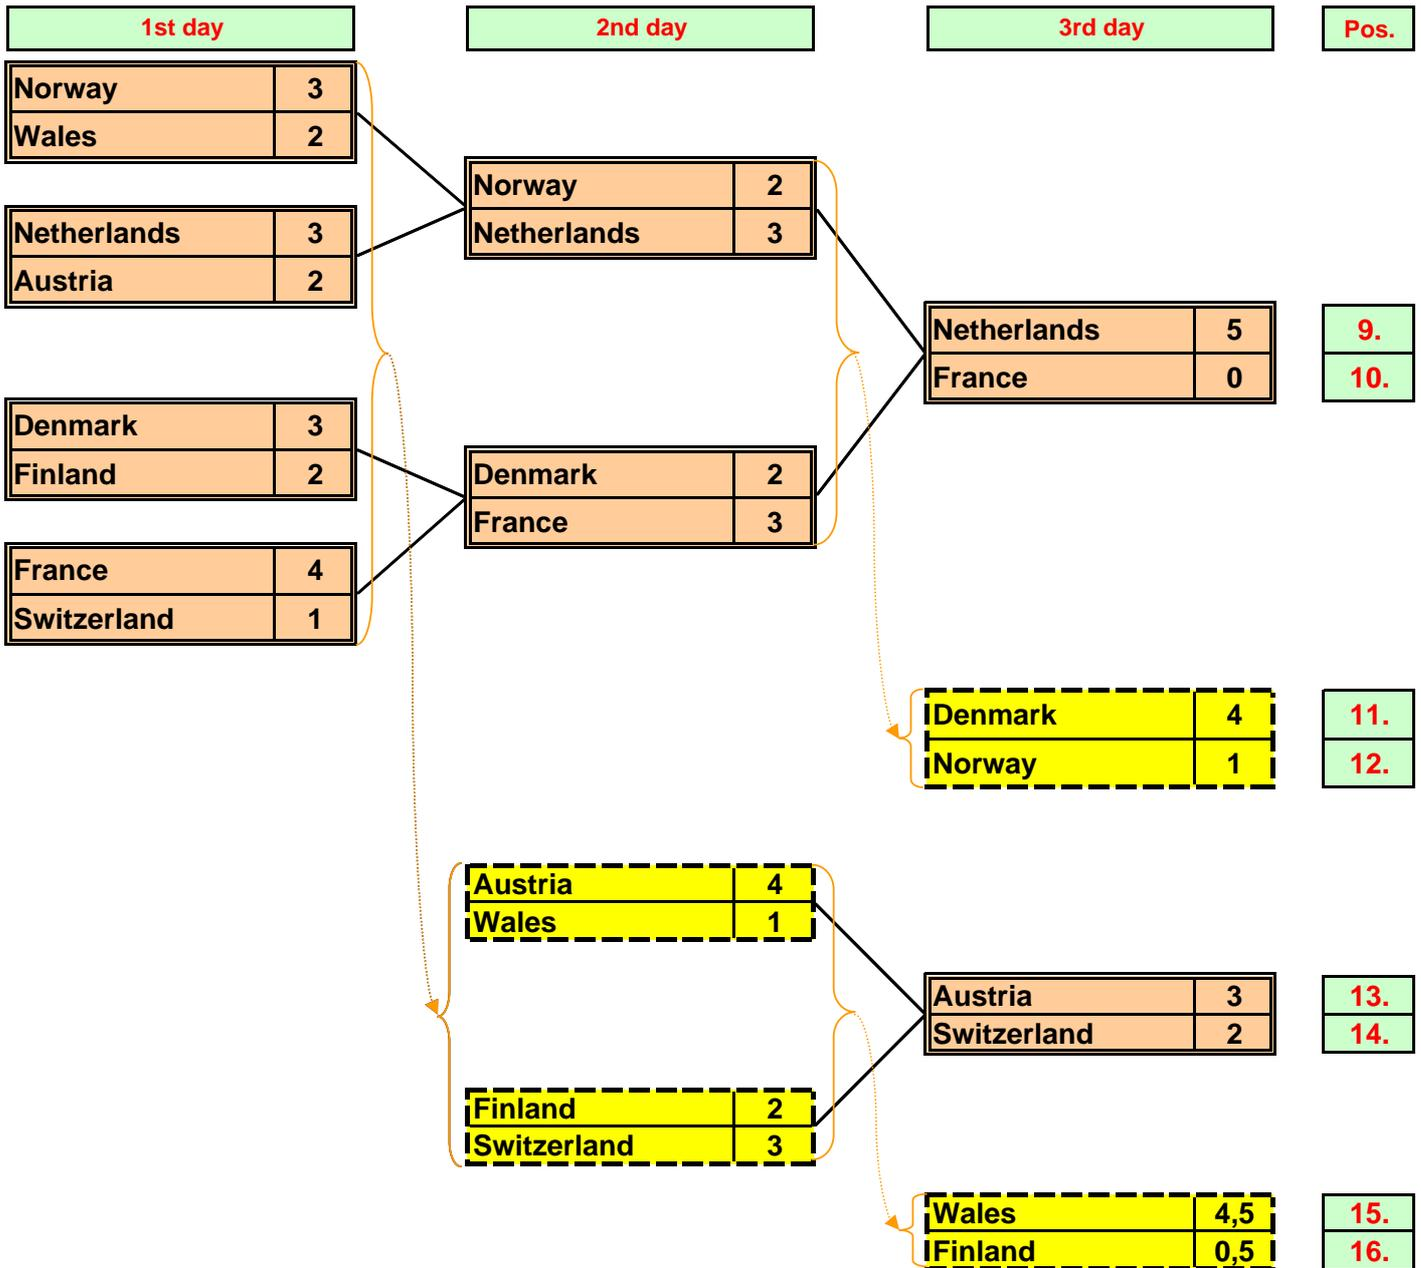 1st day 2nd day 3rd day Pos.
Norway 3
Wales 2
Netherlands 3
Austria 2
Denmark 3
Finland 2
France 4
Switzerland 1
Norway 2
Netherlands 3
Denmark 2
France 3
Netherlands 5 9.
France 0 10.
Denmark 4 11.
Norway 1 12.
Austria 4
Wales 1
Finland 2
Switzerland 3
Austria 3 13.
Switzerland 2 14.
Wales 4,5 15.
Finland 0,5 16.